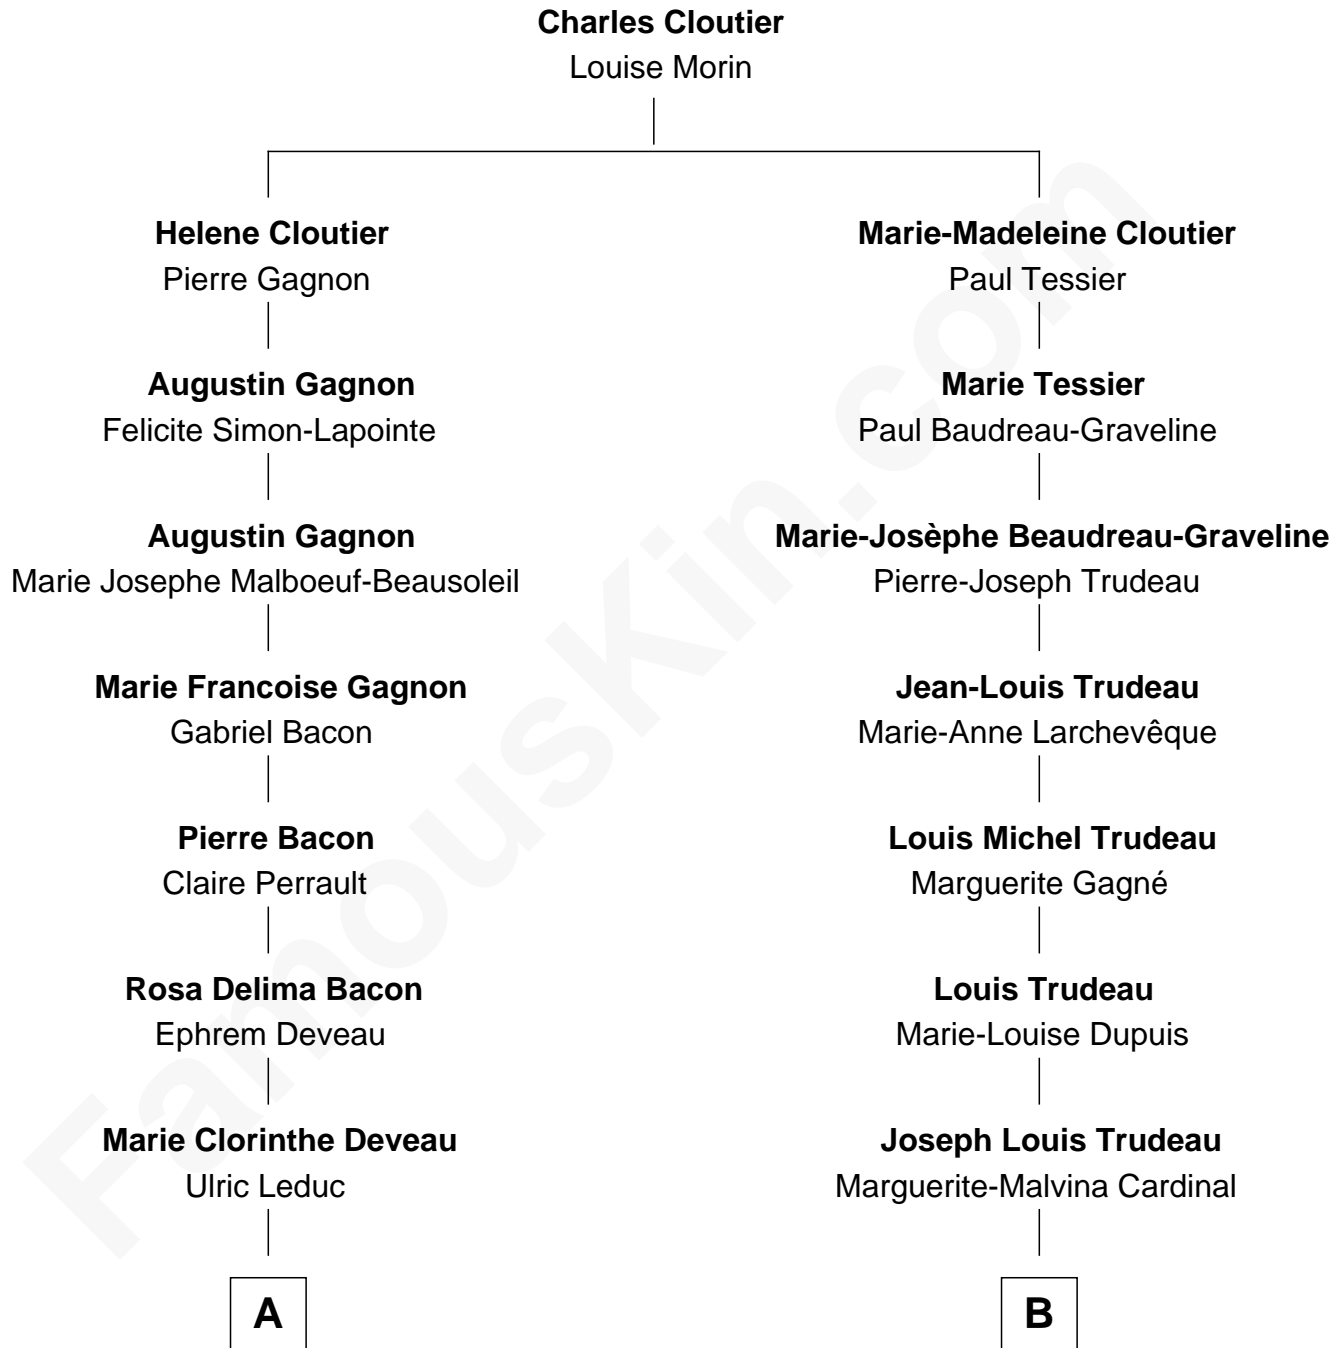 Charles Cloutier
Louise Morin
Helene Cloutier
Pierre Gagnon
Marie-Madeleine Cloutier
Paul Tessier
Augustin Gagnon
Felicite Simon-Lapointe
Marie Tessier
Paul Baudreau-Graveline
Augustin Gagnon
Marie Josephe Malboeuf-Beausoleil
Marie-Josèphe Beaudreau-Graveline
Pierre-Joseph Trudeau
Marie Francoise Gagnon
Gabriel Bacon
Jean-Louis Trudeau
Marie-Anne Larchevêque
Pierre Bacon
Claire Perrault
Louis Michel Trudeau
Marguerite Gagné
Rosa Delima Bacon
Ephrem Deveau
Louis Trudeau
Marie-Louise Dupuis
Marie Clorinthe Deveau
Ulric Leduc
Joseph Louis Trudeau
Marguerite-Malvina Cardinal
A
B
FamousKin.com